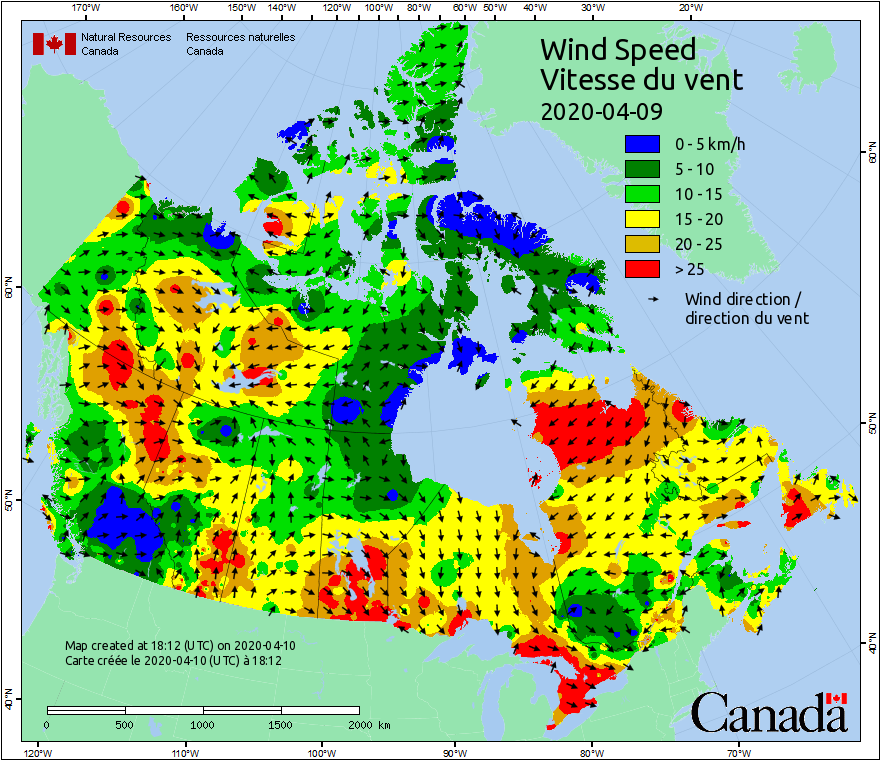 170°W 160°W 150°W 140°W 130°W 120°W 110°W 100°W 90°W 80°W 70°W 60°W 50°W 40°W 30°W 20°W
Natural Resources Canada
Ressources naturelles Canada
Wind Speed
Vitesse du vent
2020-04-09
0 - 5 km/h
5 - 10
10 - 15
15 - 20
20 - 25
> 25
Wind direction /
direction du vent
60°N
50°N
40°N
60°N
50°N
40°N
Map created at 18:12 (UTC) on 2020-04-10
Carte créée le 2020-04-10 (UTC) à 18:12
0 500 1000 1500 2000 km
Canada
120°W 110°W 100°W 90°W 80°W 70°W